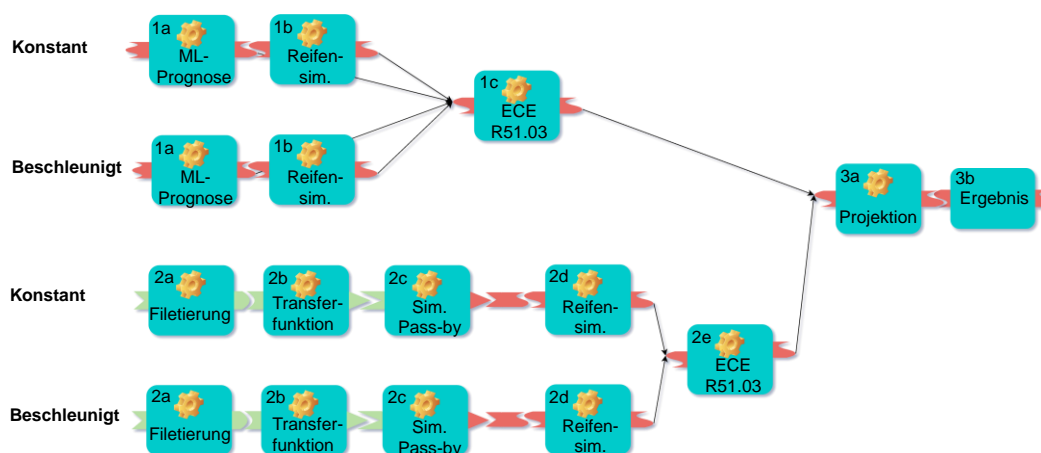 Konstant
1a
ML-
Prognose
1b
Reifen-
sim.
1c
ECE
R51.03
Beschleunigt
1a
ML-
Prognose
1b
Reifen-
sim.
3a
Projektion
3b
Ergebnis
Konstant
2a
Filetierung
2b
Transfer-
funktion
2c
Sim.
Pass-by
2d
Reifen-
sim.
2e
ECE
R51.03
Beschleunigt
2a
Filetierung
2b
Transfer-
funktion
2c
Sim.
Pass-by
2d
Reifen-
sim.